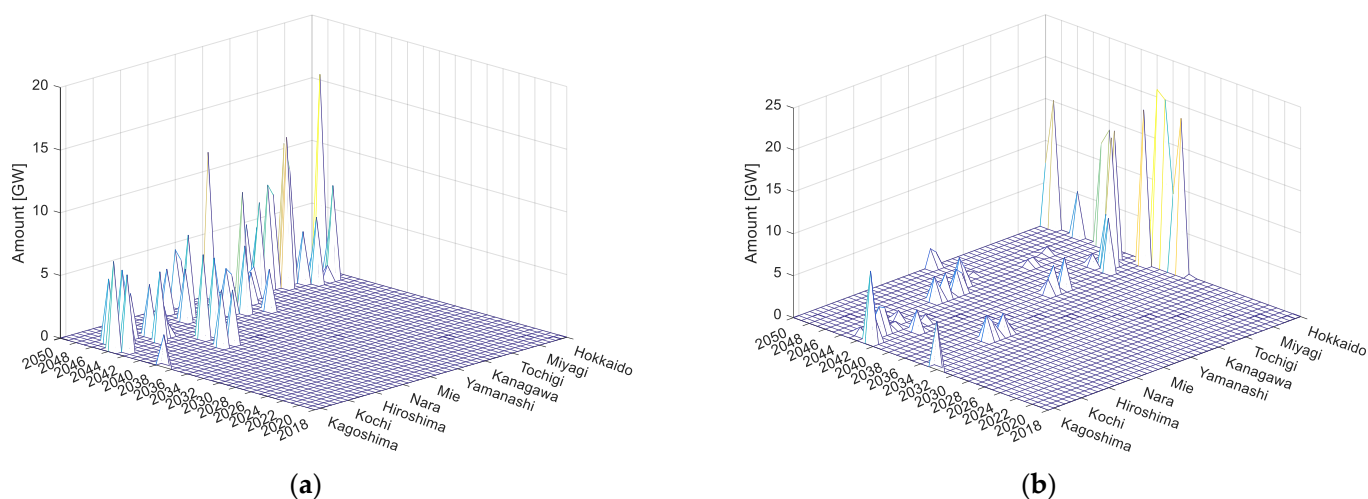 20
15
10
5
0
Amount [GW]
2050
2048
2046
2044
2042
2040
2038
2036
2034
2032
2030
2028
2026
2024
2022
2020
2018
Kagoshima
Kochi
Hiroshima
Nara
Mie
Yamanashi
Kanagawa
Tochigi
Miyagi
Hokkaido
(a)
25
20
15
10
5
0
Amount [GW]
2050
2048
2046
2044
2042
2040
2038
2036
2034
2032
2030
2028
2026
2024
2022
2020
2018
Kagoshima
Kochi
Hiroshima
Nara
Mie
Yamanashi
Kanagawa
Tochigi
Miyagi
Hokkaido
(b)